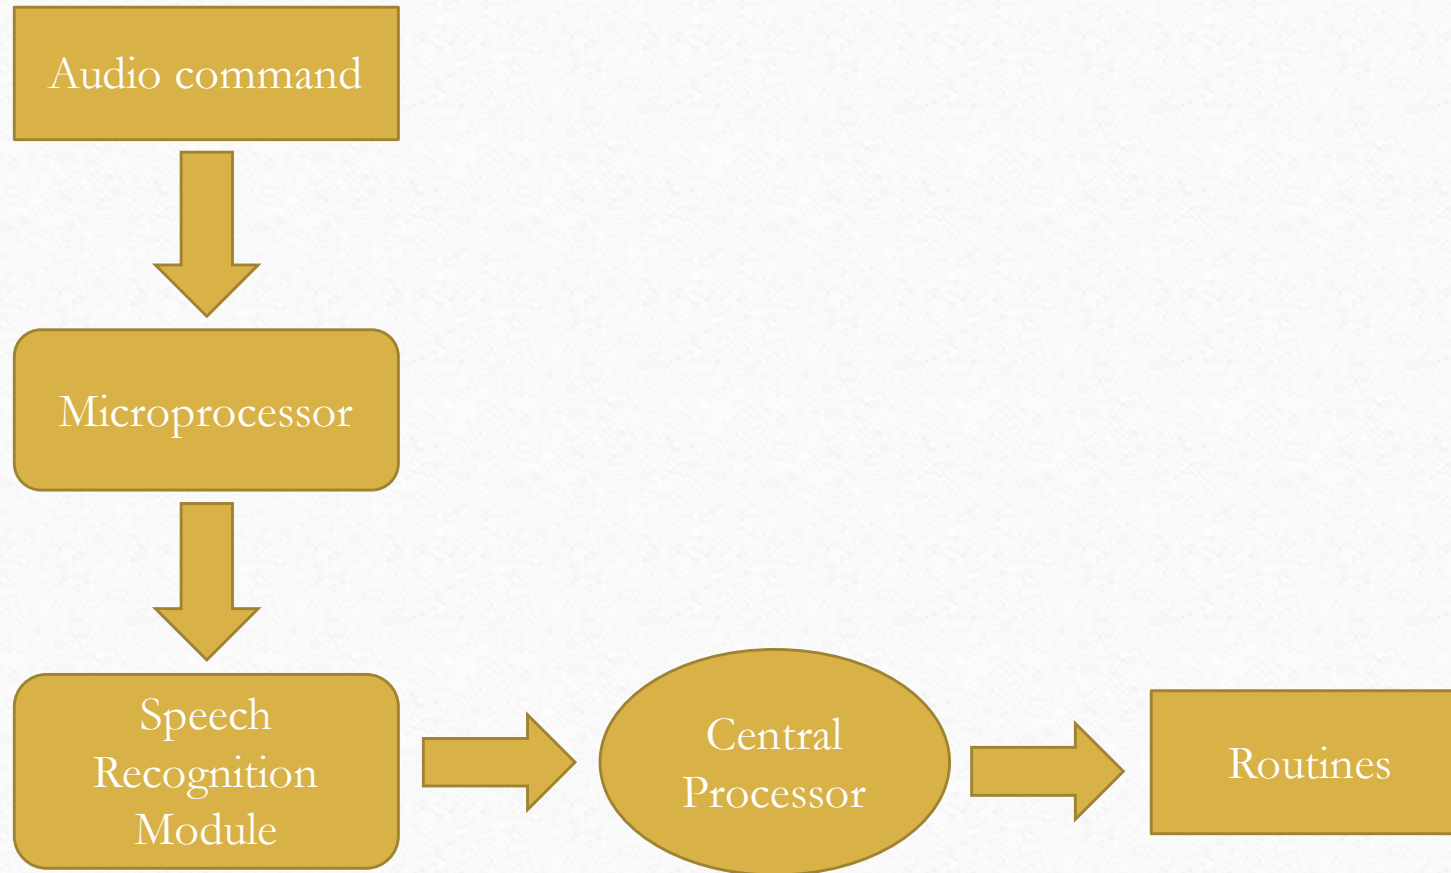 Audio command
Microprocessor
Speech
Recognition
Module
Central
Processor
Routines